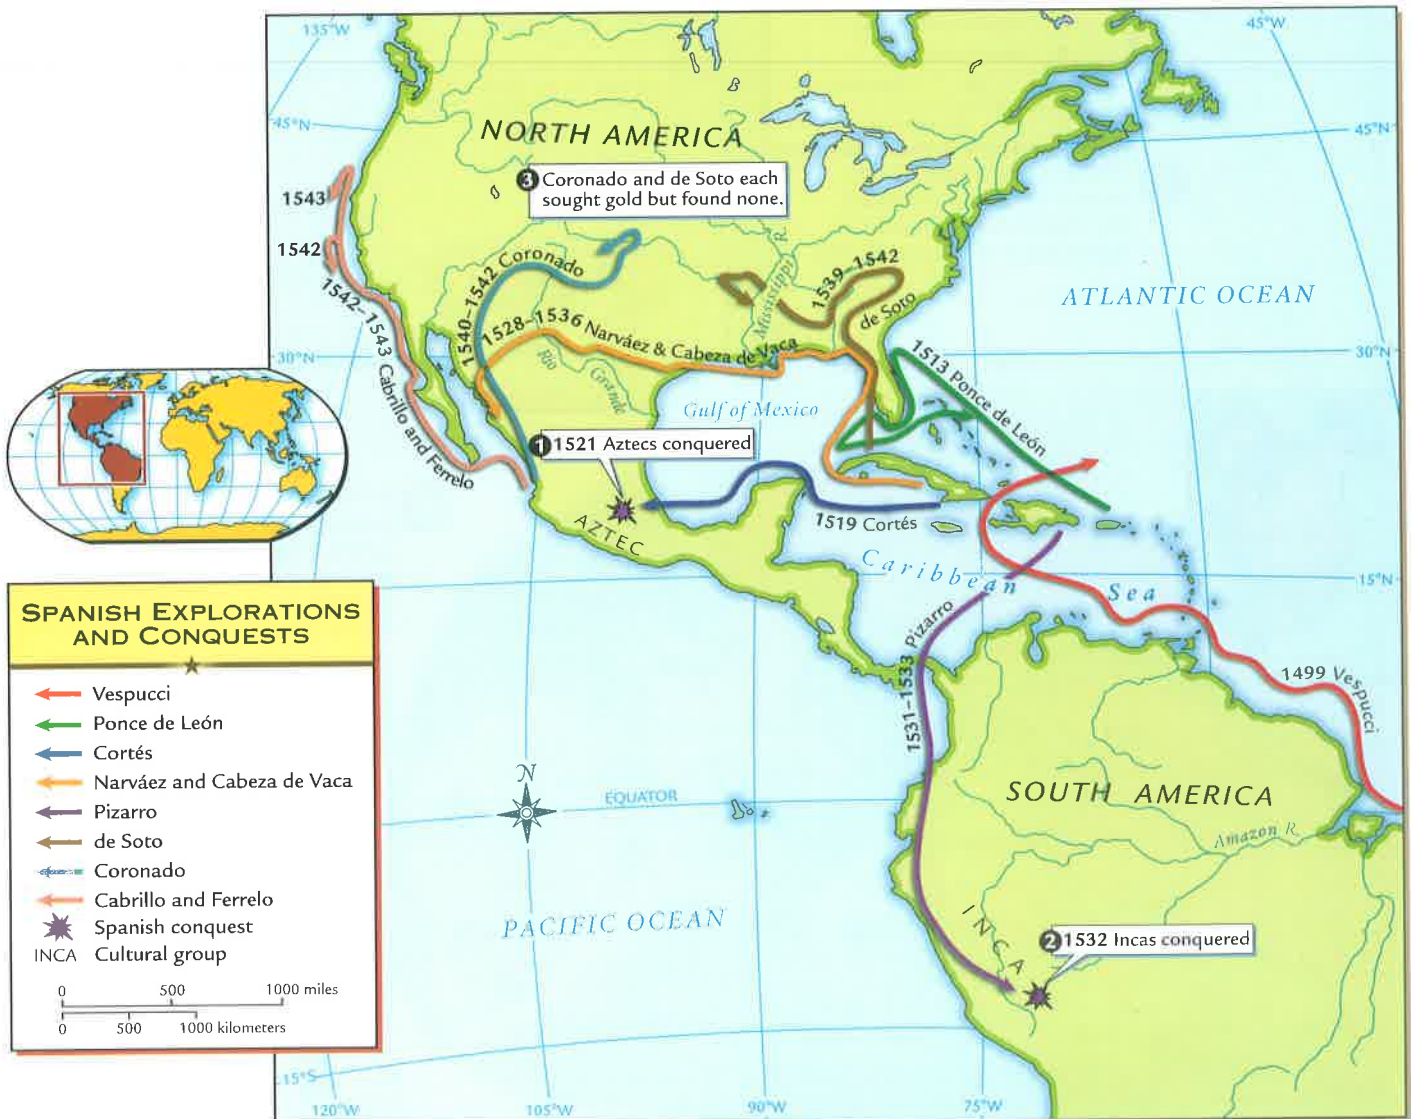 135°W
45°W
45°N
45°N
NORTH AMERICA
3 Coronado and de Soto each
sought gold but found none.
1543
1542
1542–1543 Cabrillo and Ferrelo
1540–1542 Coronado
1528–1536 Narváez & Cabeza de Vaca
Mississippi R.
1539–1542
de Soto
ATLANTIC OCEAN
30°N
30°N
1513 Ponce de León
Rio Grande
Gulf of Mexico
1 1521 Aztecs conquered
AZTEC
1519 Cortés
Caribbean Sea
15°N
1531–1533 Pizarro
1499 Vespucci
SPANISH EXPLORATIONS
AND CONQUESTS
Vespucci
Ponce de León
Cortés
Narváez and Cabeza de Vaca
Pizarro
de Soto
Coronado
Cabrillo and Ferrelo
Spanish conquest
INCA Cultural group
0 500 1000 miles
0 500 1000 kilometers
N
EQUATOR
SOUTH AMERICA
Amazon R.
PACIFIC OCEAN
INCA
2 1532 Incas conquered
15°S
120°W
105°W
90°W
75°W